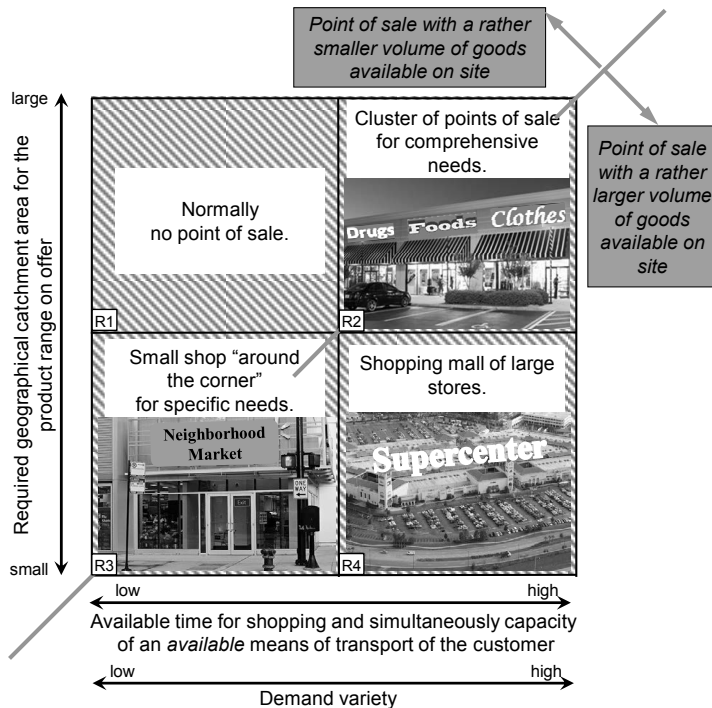 Point of sale with a rather
smaller volume of goods
available on site
large
Required geographical catchment area for the
product range on offer
small
Normally
no point of sale.
R1
Cluster of points of sale
for comprehensive
needs.
Drugs Foods Clothes
R2
Point of sale
with a rather
larger volume
of goods
available on
site
Small shop “around
the corner”
for specific needs.
Neighborhood
Market
ONE
WAY
Exit
R3
Shopping mall of large
stores.
Supercenter
R4
low high
Available time for shopping and simultaneously capacity
of an available means of transport of the customer
low high
Demand variety